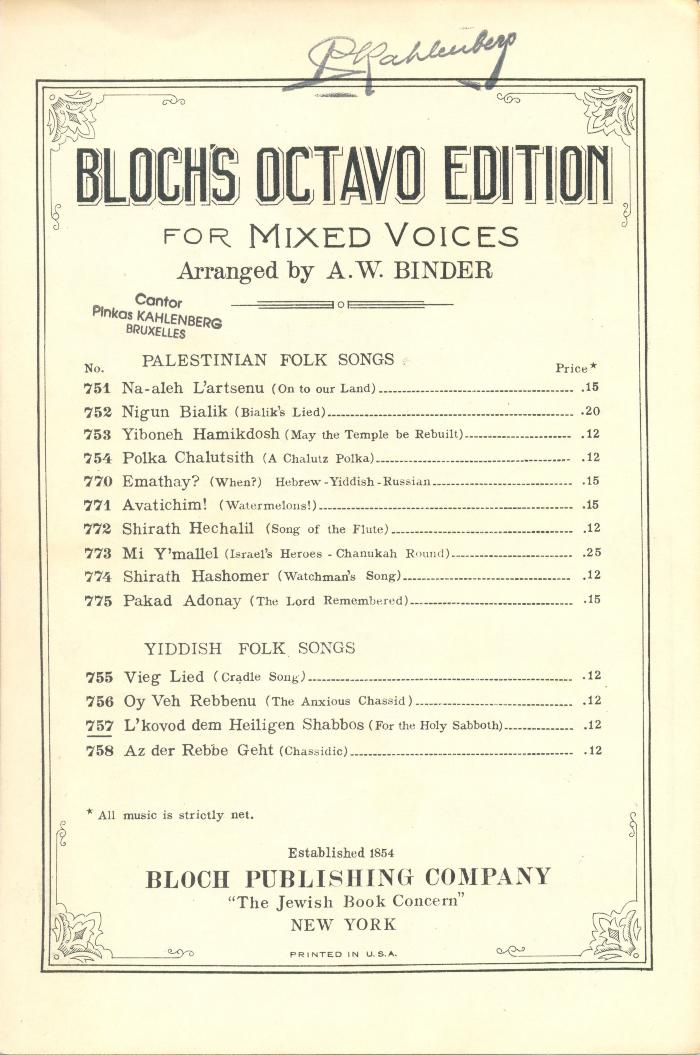 PKahlenberg
BLOCH'S OCTAVO EDITION
FOR MIXED VOICES
Arranged by A.W. BINDER
Cantor
Pinkas KAHLENBERG
BRUXELLES
PALESTINIAN FOLK SONGS
No. Price*
751 Na-aleh L'artsenu (On to our Land) .15
752 Nigun Bialik (Bialik's Lied) .20
753 Yiboneh Hamikdosh (May the Temple be Rebuilt) .12
754 Polka Chalutsith (A Chalutz Polka) .12
770 Emathay? (When?) Hebrew-Yiddish-Russian .15
771 Avatichim! (Watermelons!) .15
772 Shirath Hechalil (Song of the Flute) .12
773 Mi Y'mallel (Israel's Heroes - Chanukah Round) .25
774 Shirath Hashomer (Watchman's Song) .12
775 Pakad Adonay (The Lord Remembered) .15
YIDDISH FOLK SONGS
755 Vieg Lied (Cradle Song) .12
756 Oy Veh Rebbenu (The Anxious Chassid) .12
757 L'kovod dem Heiligen Shabbos (For the Holy Sabboth) .12
758 Az der Rebbe Geht (Chassidic) .12
* All music is strictly net.
Established 1854
BLOCH PUBLISHING COMPANY
"The Jewish Book Concern"
NEW YORK
PRINTED IN U.S.A.